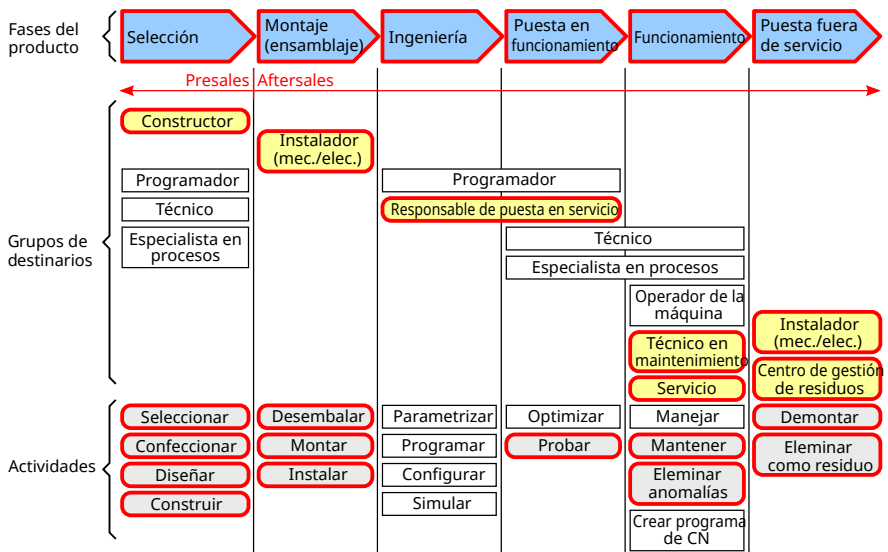 Fases del
producto
Selección
Montaje
(ensamblaje)
Ingeniería
Puesta en
funcionamiento
Funcionamiento
Puesta fuera
de servicio
Presales
Aftersales
Grupos de
destinarios
Constructor
Instalador
(mec./elec.)
Programador
Programador
Técnico
Responsable de puesta en servicio
Especialista en
procesos
Técnico
Especialista en procesos
Operador de la
máquina
Técnico en
maintenimiento
Servicio
Instalador
(mec./elec.)
Centro de gestión
de residuos
Actividades
Seleccionar
Desembalar
Parametrizar
Optimizar
Manejar
Demontar
Confeccionar
Montar
Programar
Probar
Mantener
Eleminar
como residuo
Diseñar
Instalar
Configurar
Eleminar
anomalías
Construir
Simular
Crear programa
de CN